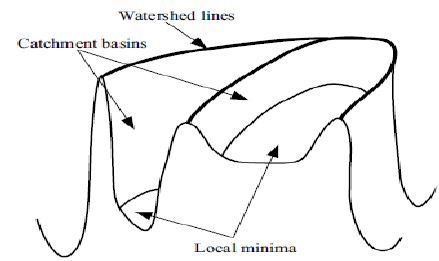 Watershed lines
Catchment basins
Local minima